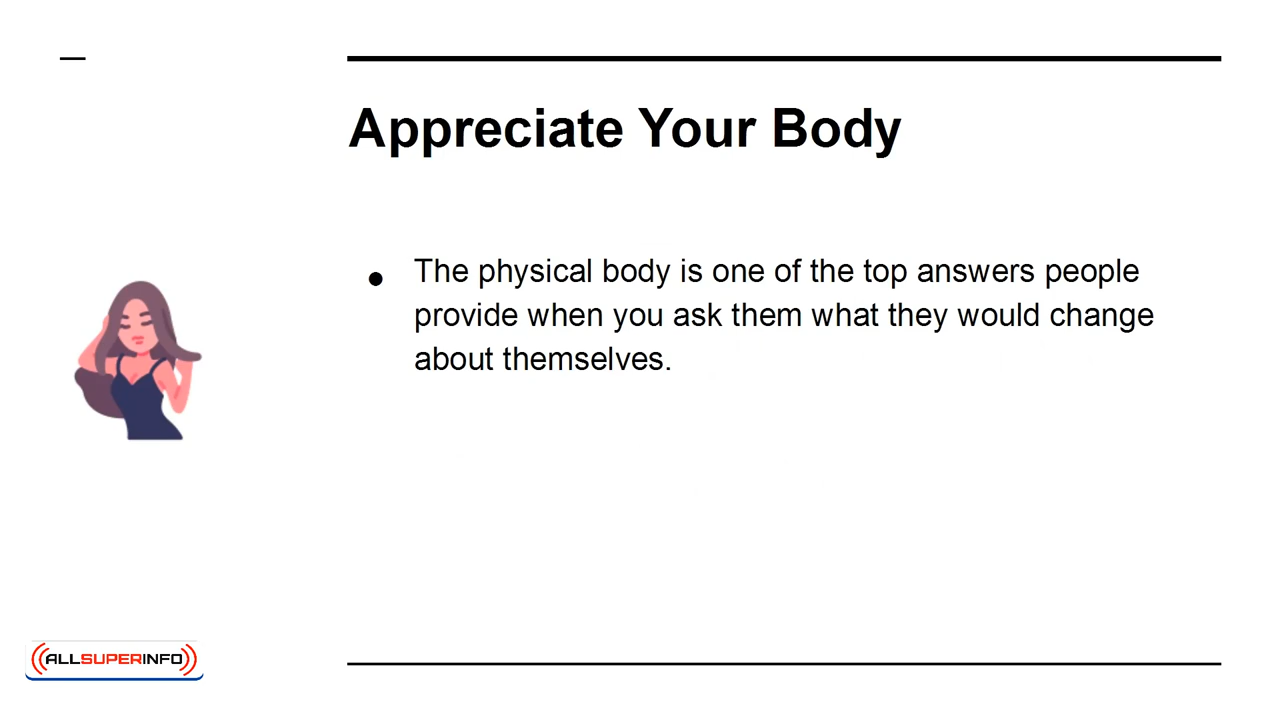 Appreciate Your Body
● The physical body is one of the top answers people
provide when you ask them what they would change
about themselves.
ALLSUPERINFO